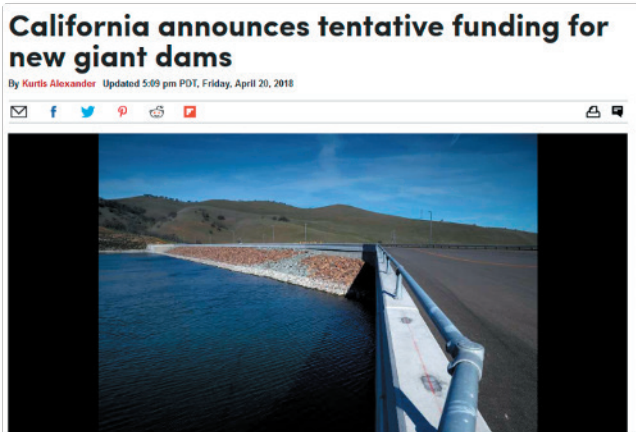 California announces tentative funding for
new giant dams
By Kurtis Alexander Updated 5:09 pm PDT, Friday, April 20, 2018